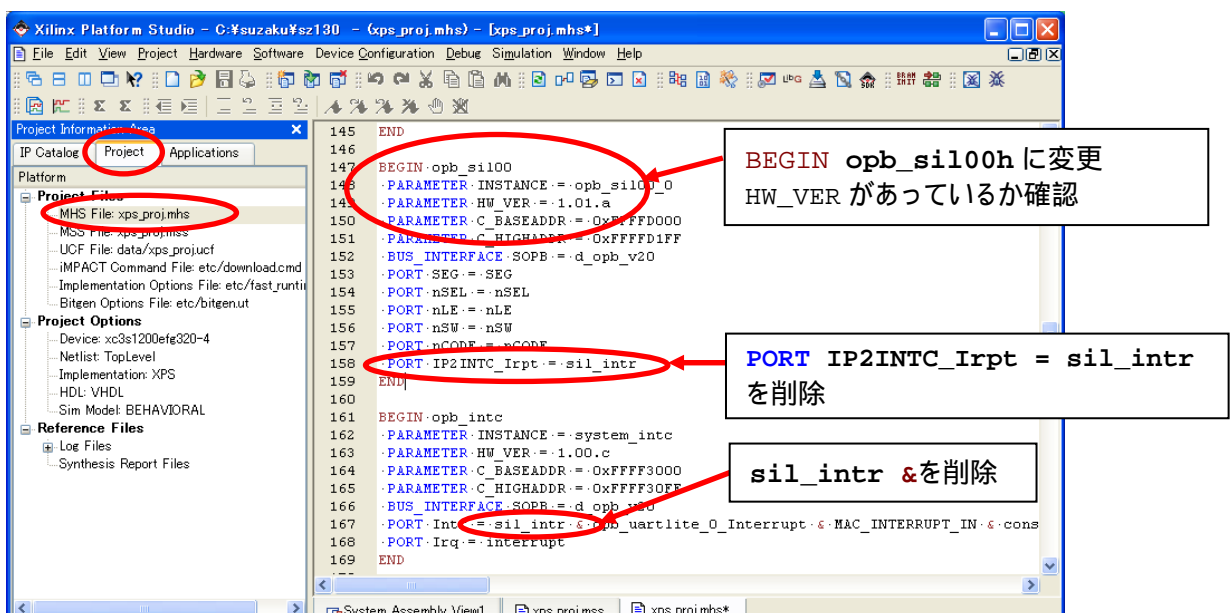 Xilinx Platform Studio - C:¥suzaku¥sz130 - (xps_proj.mhs) - [xps_proj.mhs*]
File Edit View Project Hardware Software Device Configuration Debug Simulation Window Help
Project Information Area
IP Catalog Project Applications
Platform
Project Files
MHS File: xps_proj.mhs
MSS File: xps_proj.mss
UCF File: data/xps_proj.ucf
iMPACT Command File: etc/download.cmd
Implementation Options File: etc/fast_runti
Bitgen Options File: etc/bitgen.ut
Project Options
Device: xc3s1200efg320-4
Netlist: TopLevel
Implementation: XPS
HDL: VHDL
Sim Model: BEHAVIORAL
Reference Files
Log Files
Synthesis Report Files
145 END
146
147 BEGIN opb_sil00
148 PARAMETER INSTANCE = opb_sil00_0
149 PARAMETER HW_VER = 1.01.a
150 PARAMETER C_BASEADDR = 0xFFFFD000
151 PARAMETER C_HIGHADDR = 0xFFFFD1FF
152 BUS_INTERFACE SOPB = d_opb_v20
153 PORT SEG = SEG
154 PORT nSEL = nSEL
155 PORT nLE = nLE
156 PORT nSW = nSW
157 PORT nCODE = nCODE
158 PORT IP2INTC_Irpt = sil_intr
159 END
160
161 BEGIN opb_intc
162 PARAMETER INSTANCE = system_intc
163 PARAMETER HW_VER = 1.00.c
164 PARAMETER C_BASEADDR = 0xFFFF3000
165 PARAMETER C_HIGHADDR = 0xFFFF30FF
166 BUS_INTERFACE SOPB = d_opb_v20
167 PORT Intr = sil_intr & opb_uartlite_0_Interrupt & MAC_INTERRUPT_IN & cons
168 PORT Irq = interrupt
169 END
System Assembly View1 xps_proj.mss xps_proj.mhs*
BEGIN opb_sil00h に変更
HW_VER があっているか確認
PORT IP2INTC_Irpt = sil_intr
を削除
sil_intr &を削除